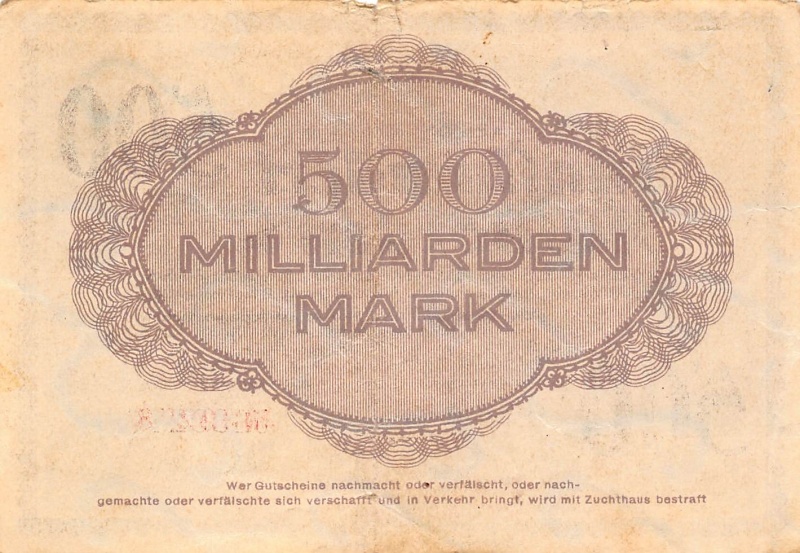 500
MILLIARDEN
MARK
Wer Gutscheine nachmacht oder verfälscht, oder nach-
gemachte oder verfälschte sich verschafft und in Verkehr bringt, wird mit Zuchthaus bestraft